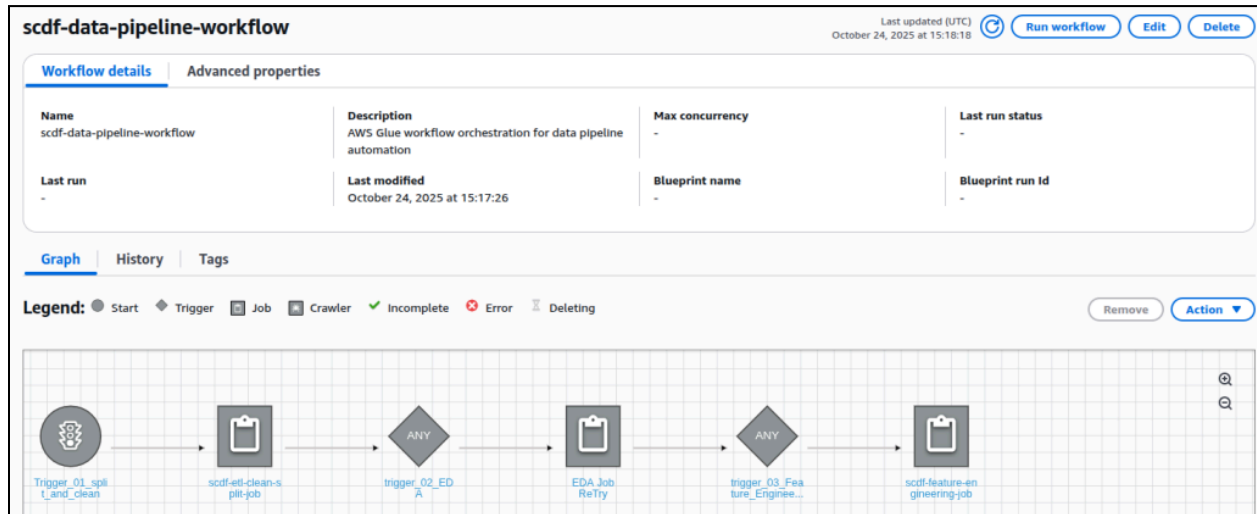 scdf-data-pipeline-workflow
Last updated (UTC)
October 24, 2025 at 15:18:18
Run workflow
Edit
Delete
Workflow details
Advanced properties
Name
scdf-data-pipeline-workflow
Description
AWS Glue workflow orchestration for data pipeline
automation
Max concurrency
-
Last run status
-
Last run
-
Last modified
October 24, 2025 at 15:17:26
Blueprint name
-
Blueprint run Id
-
Graph
History
Tags
Legend: Start Trigger Job Crawler Incomplete Error Deleting
Remove
Action
ANY
ANY
Trigger_01_spli
t_and_clean
scdf-etl-clean-s
plit-job
trigger_02_ED
A
EDA Job
ReTry
trigger_03_Fea
ture_Enginee...
scdf-feature-en
gineering-job